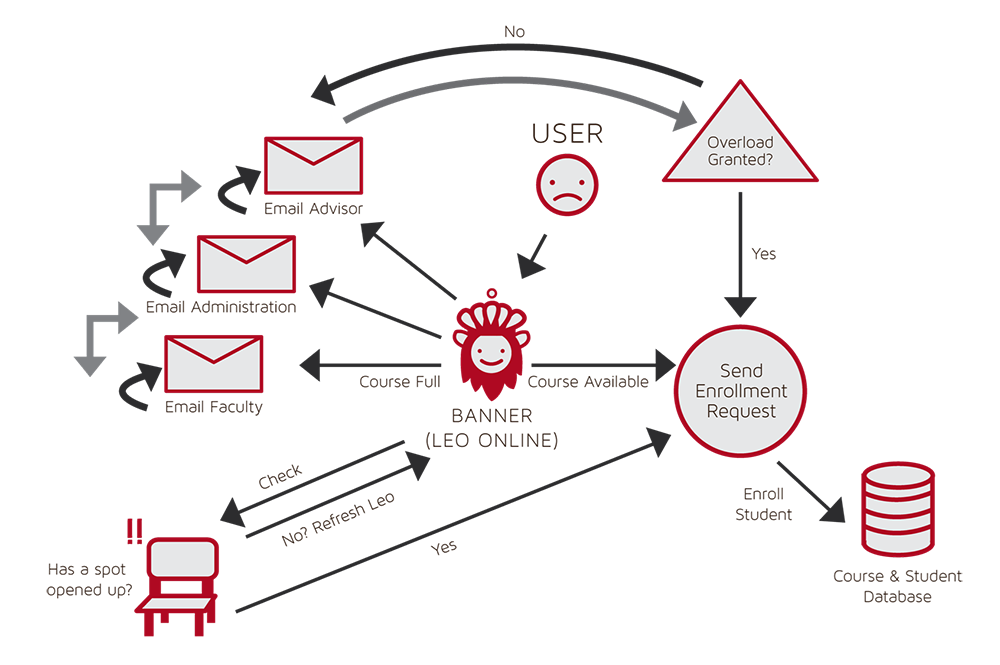 No
USER
Overload
Granted?
Email Advisor
Yes
Email Administration
Send
Enrollment
Request
Course Full
Course Available
Email Faculty
BANNER
(LEO ONLINE)
Check
No? Refresh Leo
Yes
Enroll
Student
!!
Has a spot
opened up?
Course & Student
Database